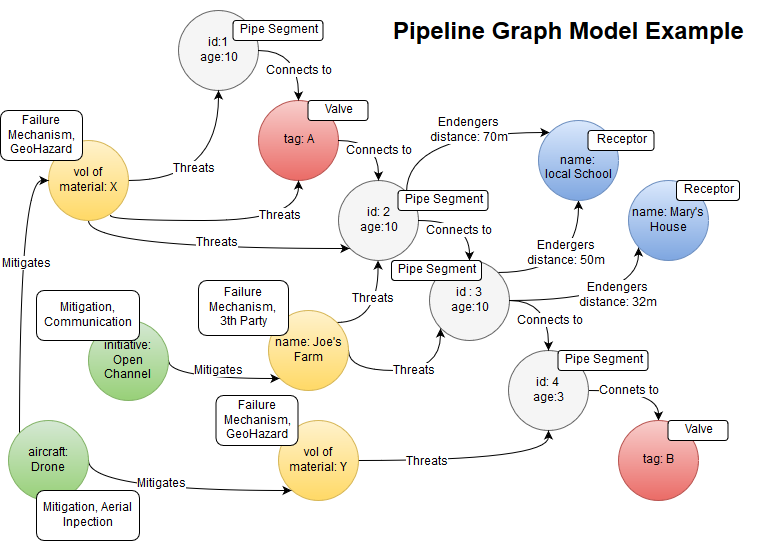 Pipeline Graph Model Example
Pipe Segment
id:1
age:10
Connects to
Valve
tag: A
Failure
Mechanism,
GeoHazard
vol of
material: X
Threats
Threats
Threats
Connects to
Endengers
distance: 70m
Receptor
name:
local School
Receptor
name: Mary's
House
Pipe Segment
id: 2
age:10
Connects to
Mitigates
Endengers
distance: 50m
Pipe Segment
id : 3
age:10
Endengers
distance: 32m
Failure
Mechanism,
3th Party
name: Joe's
Farm
Threats
Threats
Mitigation,
Communication
initiative:
Open
Channel
Mitigates
Connects to
Pipe Segment
id: 4
age:3
Connets to
Valve
tag: B
Failure
Mechanism,
GeoHazard
vol of
material: Y
Threats
aircraft:
Drone
Mitigates
Mitigation, Aerial
Inpection